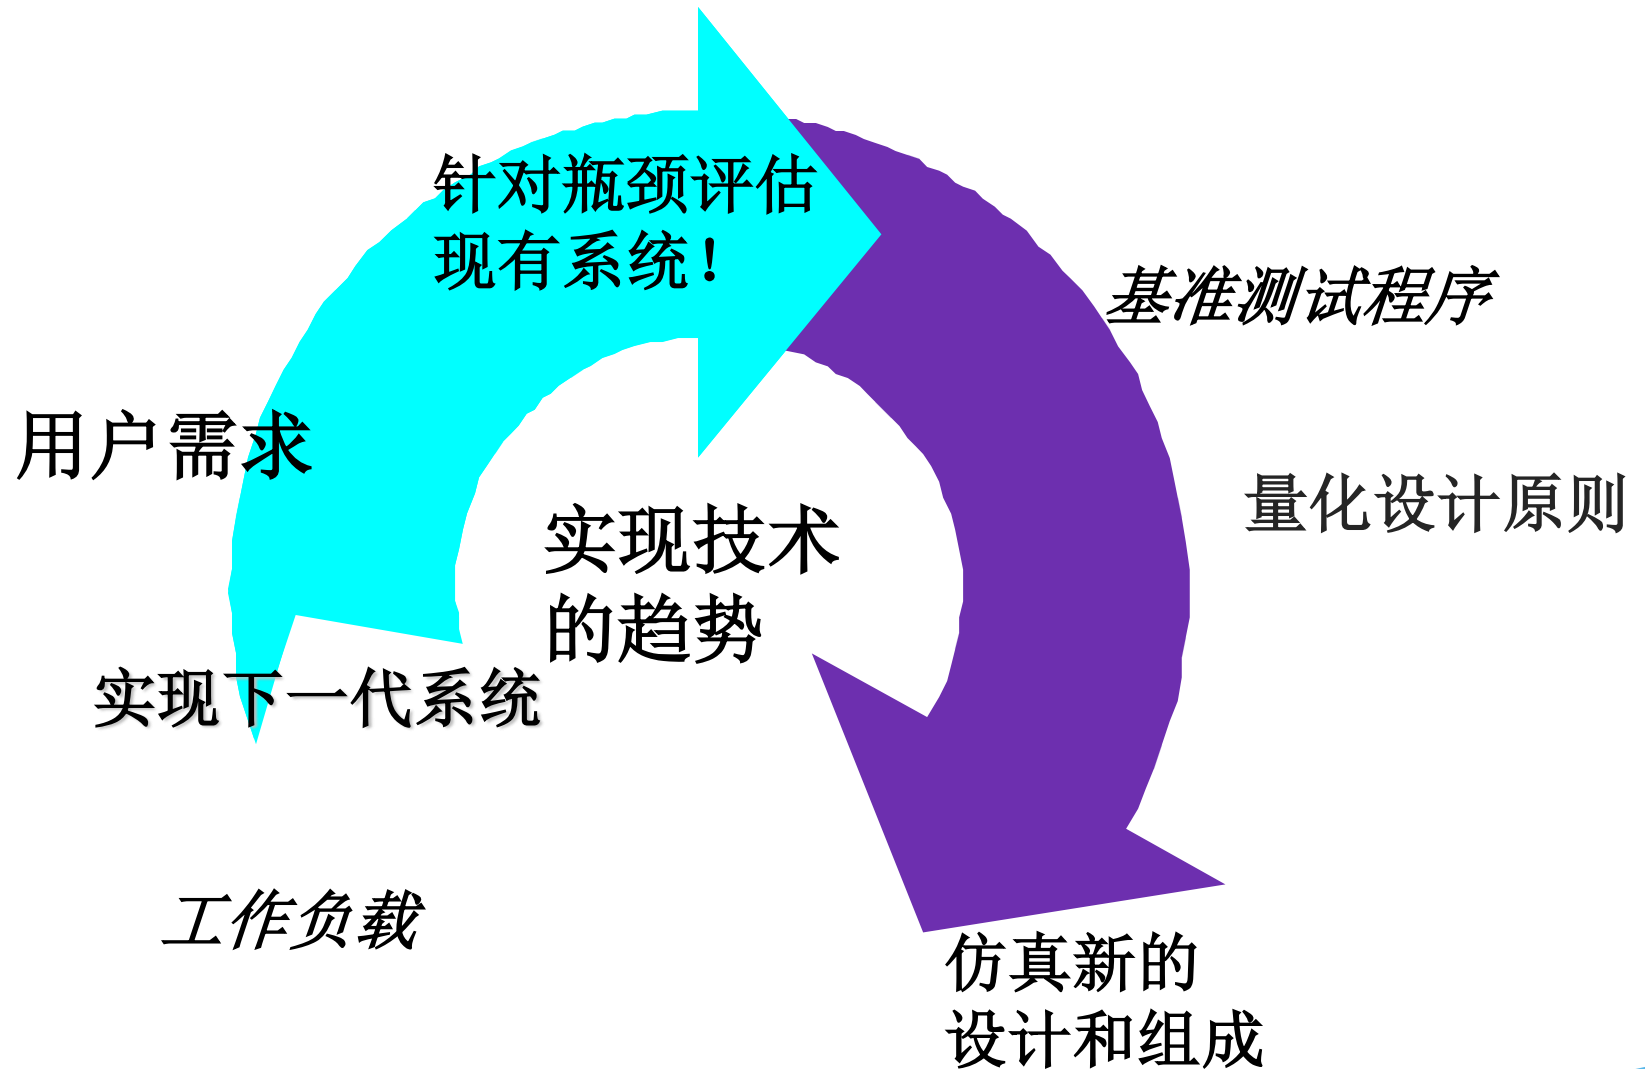 针对瓶颈评估
现有系统！
基准测试程序
用户需求
量化设计原则
实现技术
的趋势
实现下一代系统
工作负载
仿真新的
设计和组成